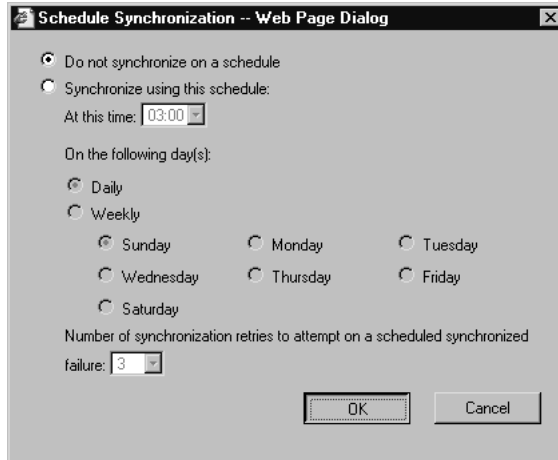 Schedule Synchronization -- Web Page Dialog
Do not synchronize on a schedule
Synchronize using this schedule:
At this time: 03:00
On the following day(s):
Daily
Weekly
Sunday Monday Tuesday
Wednesday Thursday Friday
Saturday
Number of synchronization retries to attempt on a scheduled synchronized
failure: 3
OK Cancel